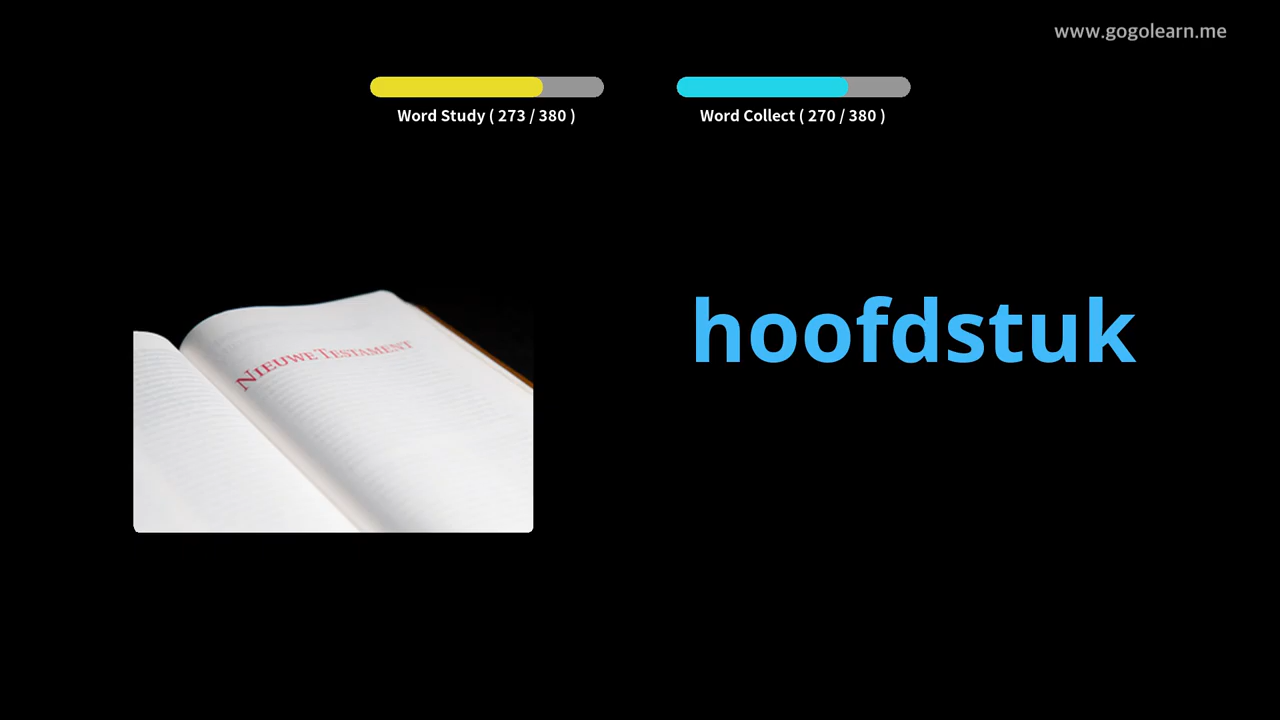 www.gogolearn.me
Word Study ( 273 / 380 )
Word Collect ( 270 / 380 )
hoofdstuk
NIEUWE TESTAMENT